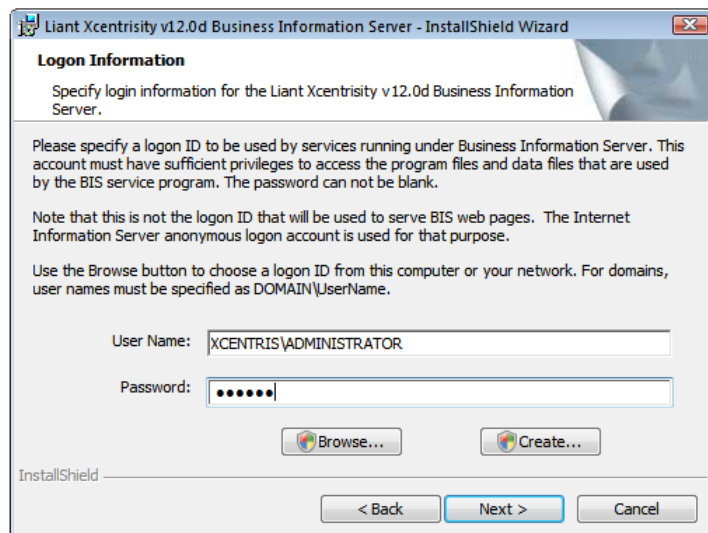 Liant Xcentrisity v12.0d Business Information Server - InstallShield Wizard
Logon Information
Specify login information for the Liant Xcentrisity v12.0d Business Information
Server.
Please specify a logon ID to be used by services running under Business Information Server. This
account must have sufficient privileges to access the program files and data files that are used
by the BIS service program. The password can not be blank.
Note that this is not the logon ID that will be used to serve BIS web pages. The Internet
Information Server anonymous logon account is used for that purpose.
Use the Browse button to choose a logon ID from this computer or your network. For domains,
user names must be specified as DOMAIN\UserName.
User Name: XCENTRIS\ADMINISTRATOR
Password: ●●●●●●
Browse... Create...
InstallShield
< Back Next > Cancel